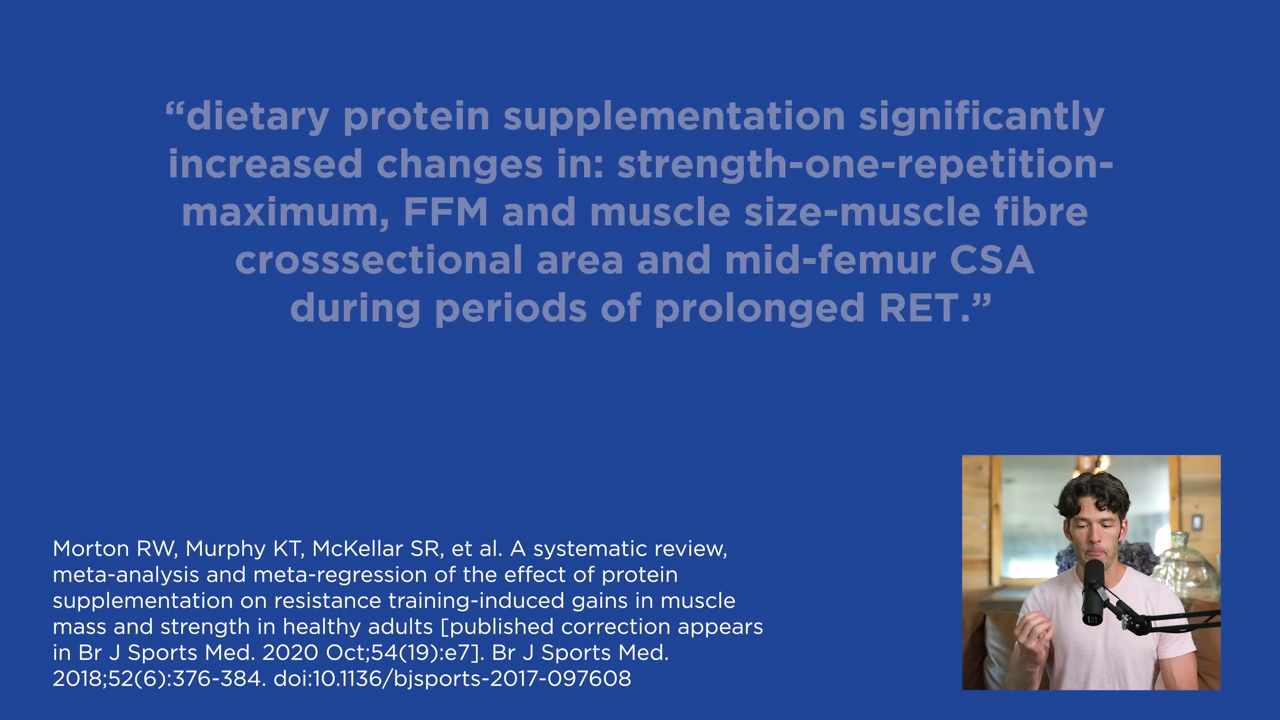 “dietary protein supplementation significantly
increased changes in: strength-one-repetition-
maximum, FFM and muscle size-muscle fibre
crosssectional area and mid-femur CSA
during periods of prolonged RET.”
Morton RW, Murphy KT, McKellar SR, et al. A systematic review,
meta-analysis and meta-regression of the effect of protein
supplementation on resistance training-induced gains in muscle
mass and strength in healthy adults [published correction appears
in Br J Sports Med. 2020 Oct;54(19):e7]. Br J Sports Med.
2018;52(6):376-384. doi:10.1136/bjsports-2017-097608